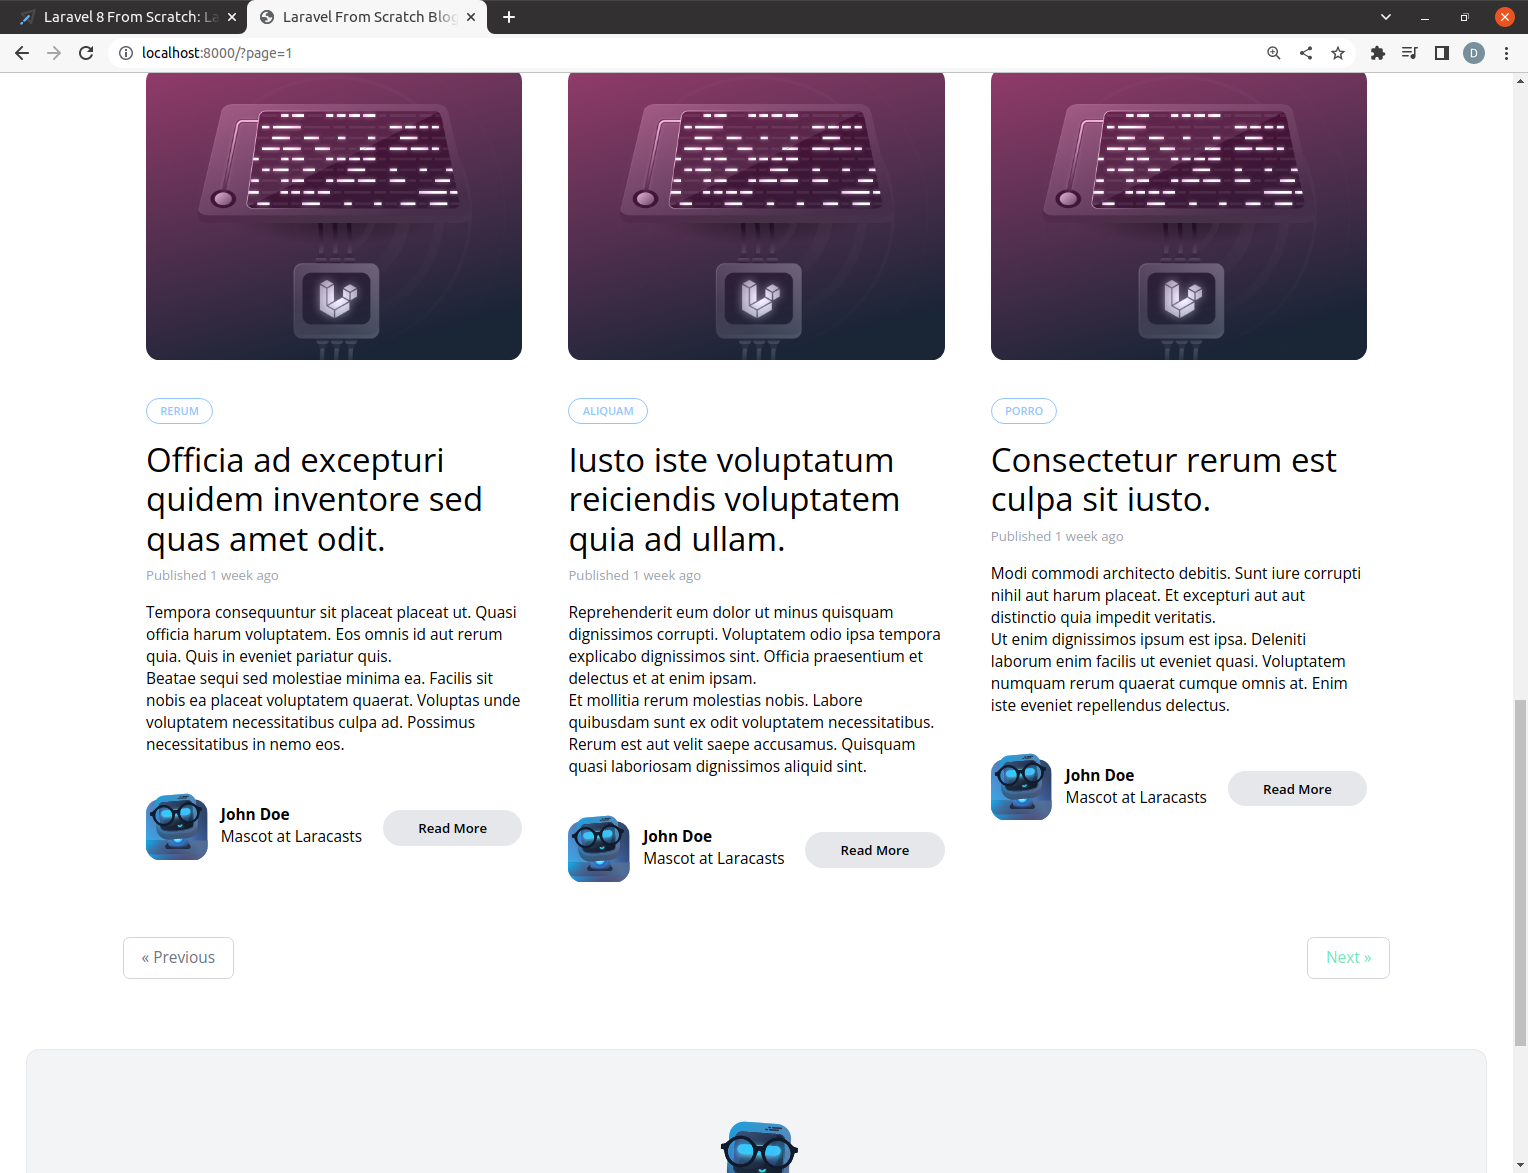 Laravel 8 From Scratch: La
Laravel From Scratch Blog
localhost:8000/?page=1
D
RERUM
Officia ad excepturi
quidem inventore sed
quas amet odit.
Published 1 week ago
Tempora consequuntur sit placeat placeat ut. Quasi
officia harum voluptatem. Eos omnis id aut rerum
quia. Quis in eveniet pariatur quis.
Beatae sequi sed molestiae minima ea. Facilis sit
nobis ea placeat voluptatem quaerat. Voluptas unde
voluptatem necessitatibus culpa ad. Possimus
necessitatibus in nemo eos.
John Doe
Mascot at Laracasts
Read More
ALIQUAM
Iusto iste voluptatum
reiciendis voluptatem
quia ad ullam.
Published 1 week ago
Reprehenderit eum dolor ut minus quisquam
dignissimos corrupti. Voluptatem odio ipsa tempora
explicabo dignissimos sint. Officia praesentium et
delectus et at enim ipsam.
Et mollitia rerum molestias nobis. Labore
quibusdam sunt ex odit voluptatem necessitatibus.
Rerum est aut velit saepe accusamus. Quisquam
quasi laboriosam dignissimos aliquid sint.
John Doe
Mascot at Laracasts
Read More
PORRO
Consectetur rerum est
culpa sit iusto.
Published 1 week ago
Modi commodi architecto debitis. Sunt iure corrupti
nihil aut harum placeat. Et excepturi aut aut
distinctio quia impedit veritatis.
Ut enim dignissimos ipsum est ipsa. Deleniti
laborum enim facilis ut eveniet quasi. Voluptatem
numquam rerum quaerat cumque omnis at. Enim
iste eveniet repellendus delectus.
John Doe
Mascot at Laracasts
Read More
« Previous
Next »